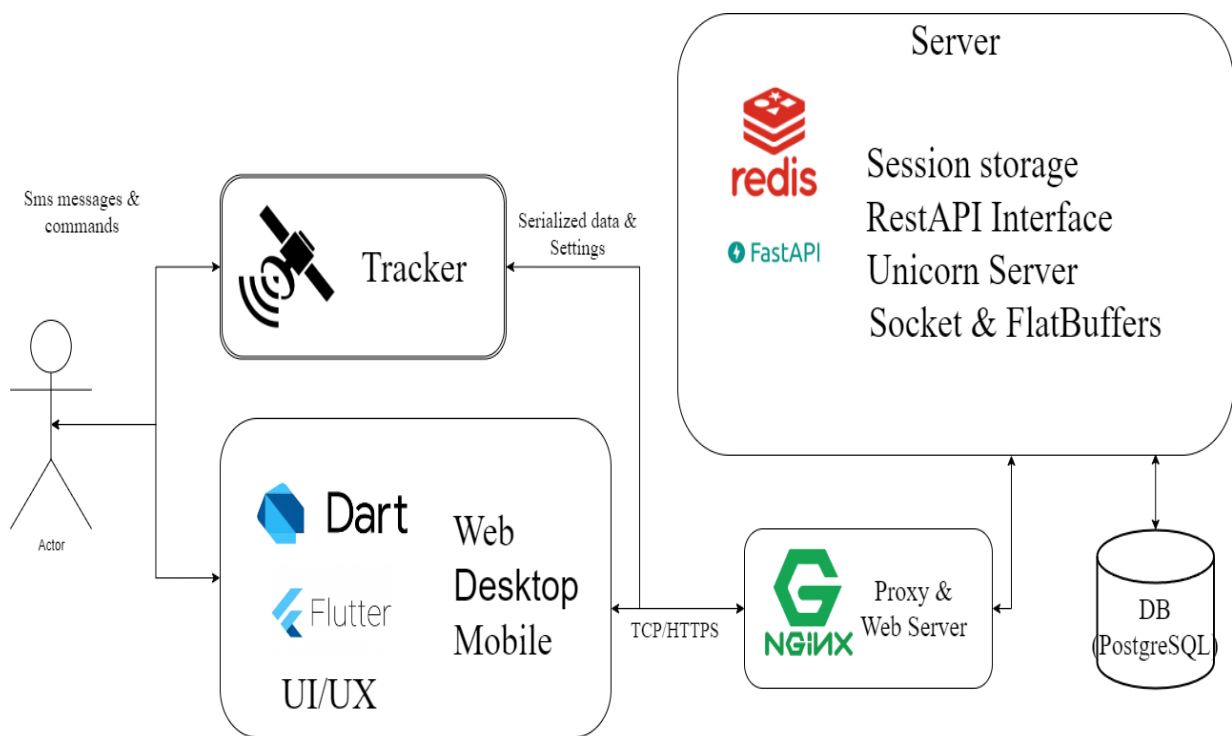 Server
redis
FastAPI
Session storage
RestAPI Interface
Unicorn Server
Socket & FlatBuffers
Sms messages &
commands
Tracker
Serialized data &
Settings
Actor
Dart
Flutter
UI/UX
Web
Desktop
Mobile
TCP/HTTPS
G
NGiNX
Proxy &
Web Server
DB
(PostgreSQL)